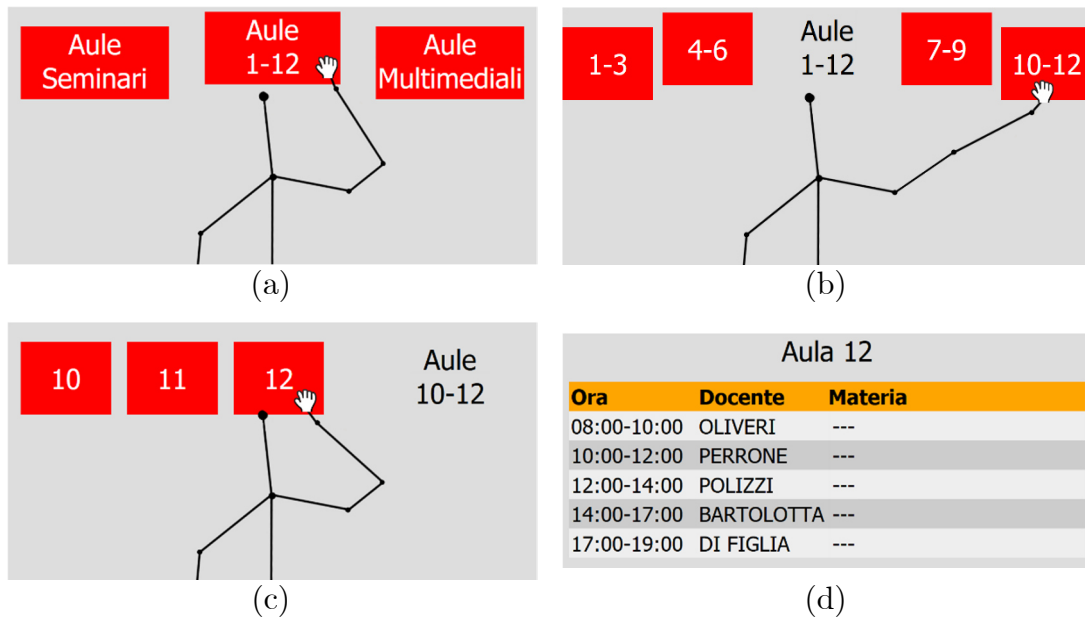 Aule
Seminari
Aule
1-12
Aule
Multimediali
(a)
1-3
4-6
Aule
1-12
7-9
10-12
(b)
10
11
12
Aule
10-12
(c)
Aula 12
Ora Docente Materia
08:00-10:00 OLIVERI ---
10:00-12:00 PERRONE ---
12:00-14:00 POLIZZI ---
14:00-17:00 BARTOLOTTA ---
17:00-19:00 DI FIGLIA ---
(d)